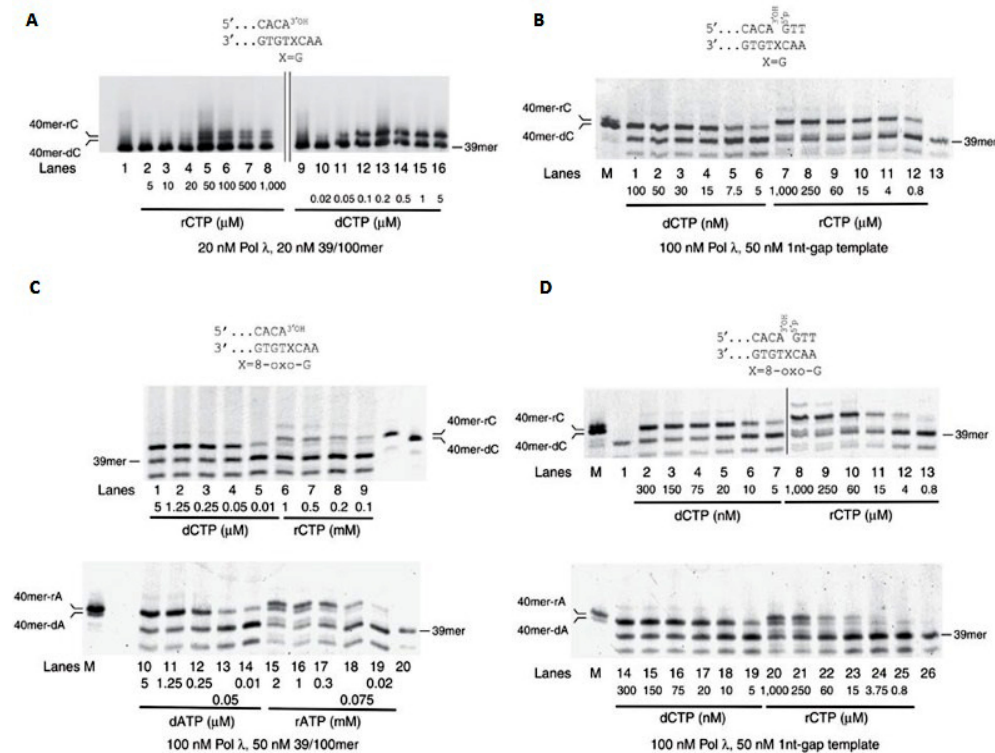 A
5'...CACA3'OH
3'...GTGTXCAA
X=G
40mer-rC
40mer-dC
39mer
Lanes 1 2 3 4 5 6 7 8 9 10 11 12 13 14 15 16
5 10 20 50 100 500 1,000 0.02 0.05 0.1 0.2 0.5 1 5
rCTP (µM) dCTP (µM)
20 nM Pol λ, 20 nM 39/100mer
B
3'OH 5'p
5'...CACA GTT
3'...GTGTXCAA
X=G
40mer-rC
40mer-dC
39mer
Lanes M 1 2 3 4 5 6 7 8 9 10 11 12 13
100 50 30 15 7.5 5 1,000 250 60 15 4 0.8
dCTP (nM) rCTP (µM)
100 nM Pol λ, 50 nM 1nt-gap template
C
5'...CACA3'OH
3'...GTGTXCAA
X=8-oxo-G
40mer-rC
40mer-dC
39mer
Lanes 1 2 3 4 5 6 7 8 9
5 1.25 0.25 0.05 0.01 1 0.5 0.2 0.1
dCTP (µM) rCTP (mM)
40mer-rA
40mer-dA
39mer
Lanes M 10 11 12 13 14 15 16 17 18 19 20
5 1.25 0.25 0.01 2 1 0.3 0.02
0.05 0.075
dATP (µM) rATP (mM)
100 nM Pol λ, 50 nM 39/100mer
D
3'OH 5'p
5'...CACA GTT
3'...GTGTXCAA
X=8-oxo-G
40mer-rC
40mer-dC
39mer
Lanes M 1 2 3 4 5 6 7 8 9 10 11 12 13
300 150 75 20 10 5 1,000 250 60 15 4 0.8
dCTP (nM) rCTP (µM)
40mer-rA
40mer-dA
39mer
Lanes M 14 15 16 17 18 19 20 21 22 23 24 25 26
300 150 75 20 10 5 1,000 250 60 15 3.75 0.8
dCTP (nM) rCTP (µM)
100 nM Pol λ, 50 nM 1nt-gap template